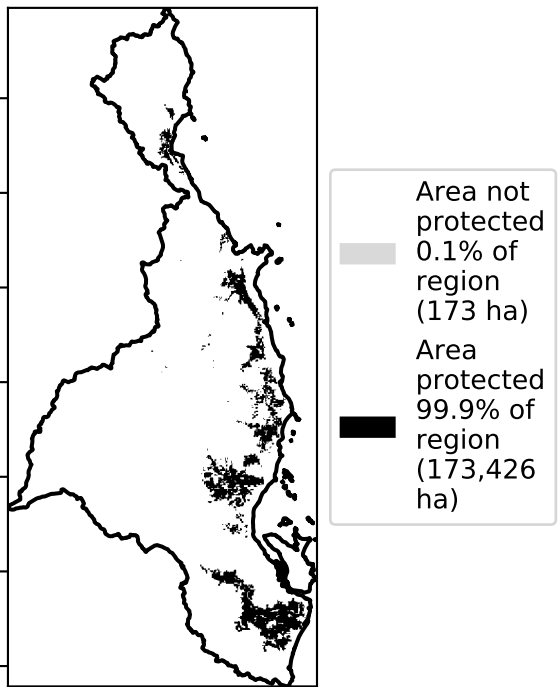 Area not
protected
0.1% of
region
(173 ha)
Area
protected
99.9% of
region
(173,426
ha)